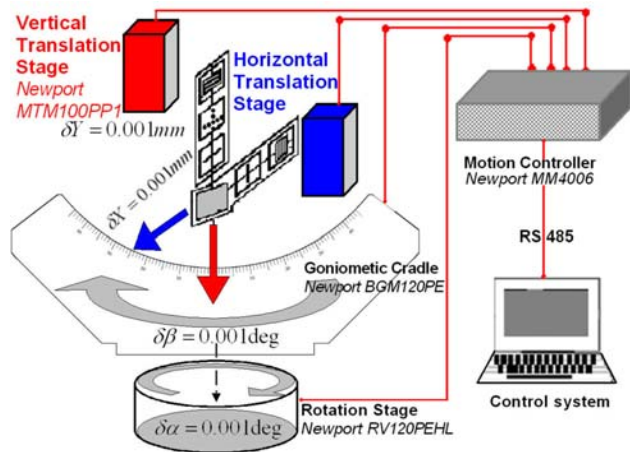 Vertical
Translation
Stage
Newport
MTM100PP1
δY = 0.001mm
Horizontal
Translation
Stage
δX = 0.001mm
Motion Controller
Newport MM4006
RS 485
Goniometic Cradle
Newport BGM120PE
δβ = 0.001deg
Rotation Stage
Newport RV120PEHL
δα = 0.001deg
Control system